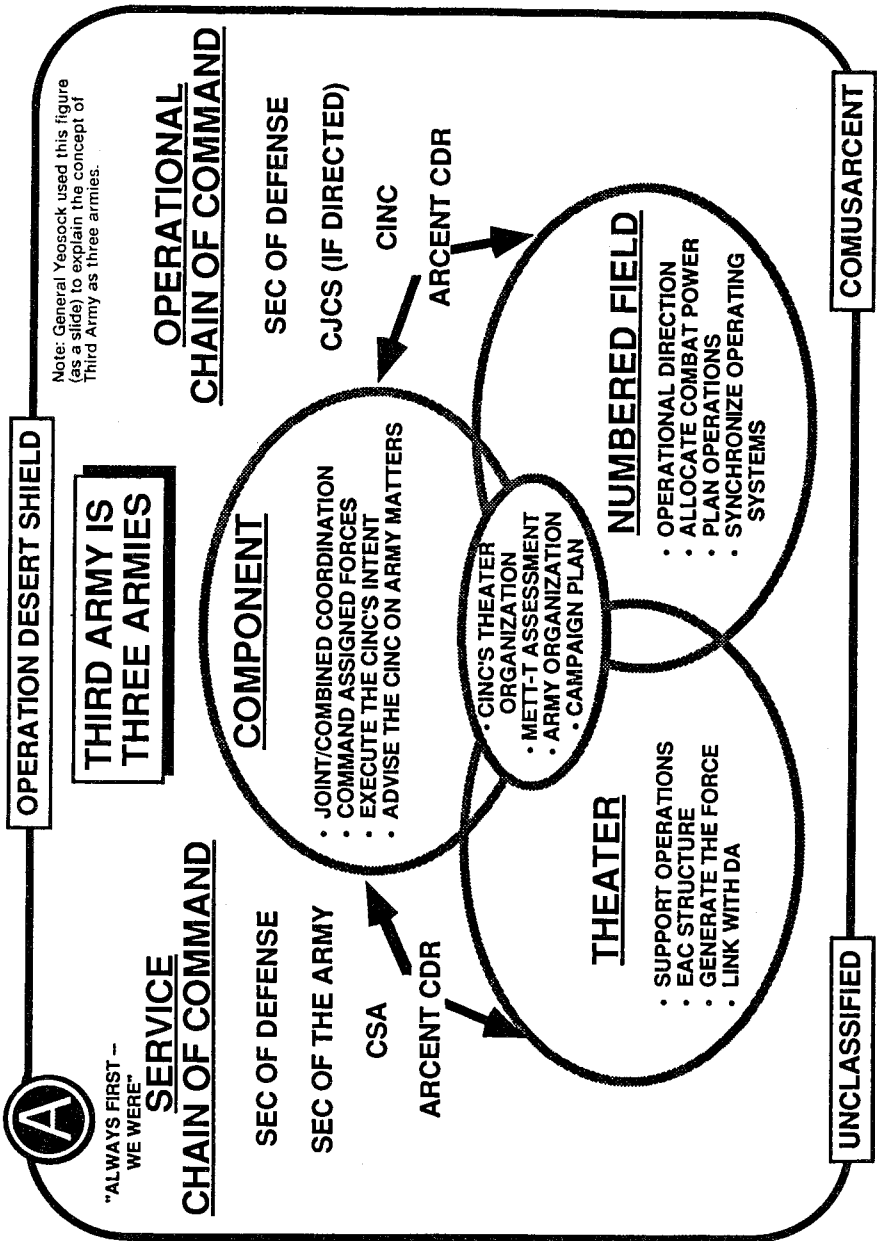 OPERATION DESERT SHIELD
A
"ALWAYS FIRST –
WE WERE"
THIRD ARMY IS
THREE ARMIES
Note: General Yeosock used this figure
(as a slide) to explain the concept of
Third Army as three armies.
SERVICE
CHAIN OF COMMAND
SEC OF DEFENSE
SEC OF THE ARMY
CSA
ARCENT CDR
OPERATIONAL
CHAIN OF COMMAND
SEC OF DEFENSE
CJCS (IF DIRECTED)
CINC
ARCENT CDR
COMPONENT
· JOINT/COMBINED COORDINATION
· COMMAND ASSIGNED FORCES
· EXECUTE THE CINC'S INTENT
· ADVISE THE CINC ON ARMY MATTERS
· CINC'S THEATER
ORGANIZATION
· METT-T ASSESSMENT
· ARMY ORGANIZATION
· CAMPAIGN PLAN
THEATER
· SUPPORT OPERATIONS
· EAC STRUCTURE
· GENERATE THE FORCE
· LINK WITH DA
NUMBERED FIELD
· OPERATIONAL DIRECTION
· ALLOCATE COMBAT POWER
· PLAN OPERATIONS
· SYNCHRONIZE OPERATING
SYSTEMS
UNCLASSIFIED
COMUSARCENT